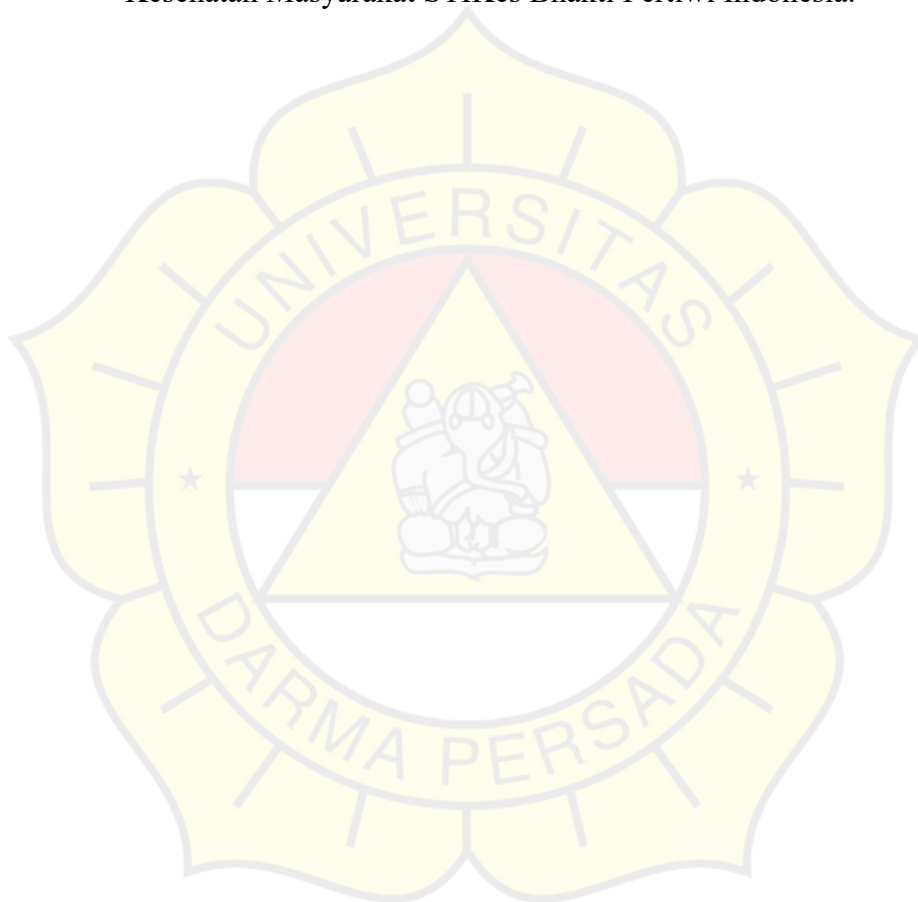 Kesehatan Masyarakat STIKes Bhakti Pertiwi Indonesia.
UNIVERSITAS
DARMA PERSADA